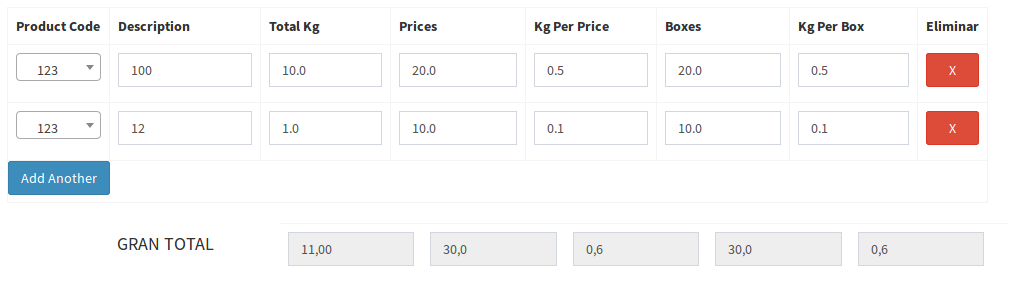 Product Code Description Total Kg Prices Kg Per Price Boxes Kg Per Box Eliminar
123 100 10.0 20.0 0.5 20.0 0.5 X
123 12 1.0 10.0 0.1 10.0 0.1 X
Add Another
GRAN TOTAL 11,00 30,0 0,6 30,0 0,6